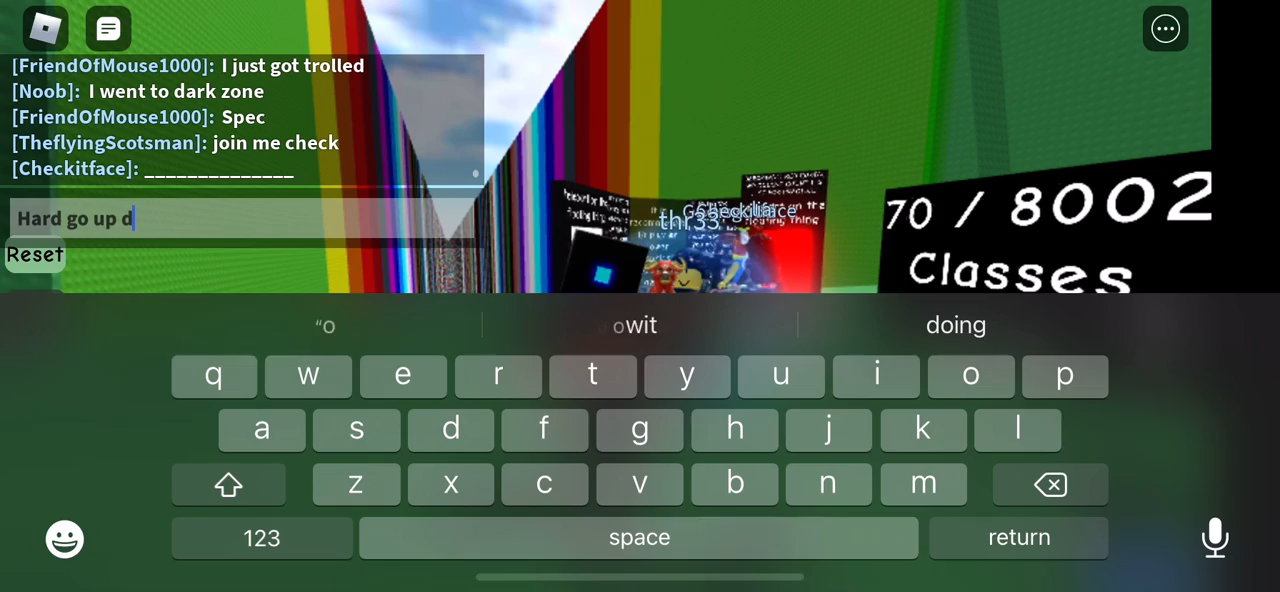 [FriendOfMouse1000]: I just got trolled
[Noob]: I went to dark zone
[FriendOfMouse1000]: Spec
[TheflyingScotsman]: join me check
[Checkitface]: ______________
Hard go up d
Reset
70 / 8002
Classes
“o
owit
doing
q w e r t y u i o p
a s d f g h j k l
z x c v b n m
123
space
return